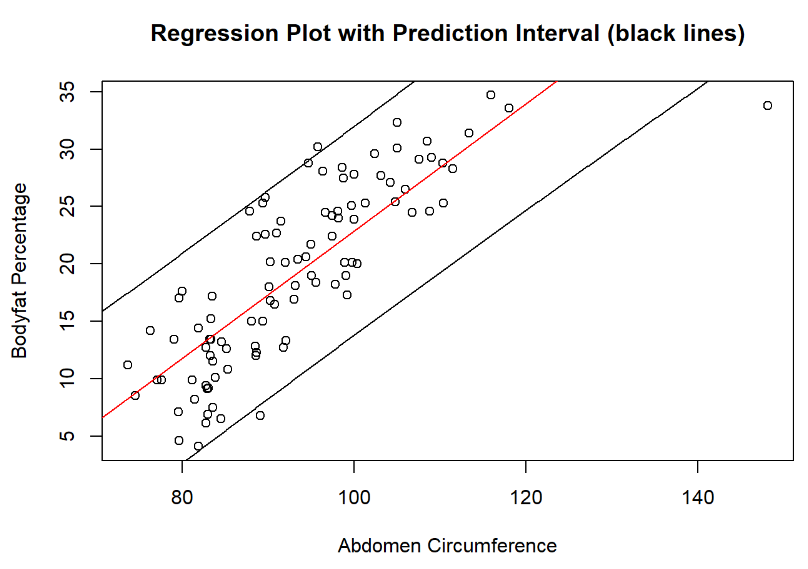 Regression Plot with Prediction Interval (black lines)
35
30
25
20
15
10
5
Bodyfat Percentage
80 100 120 140
Abdomen Circumference